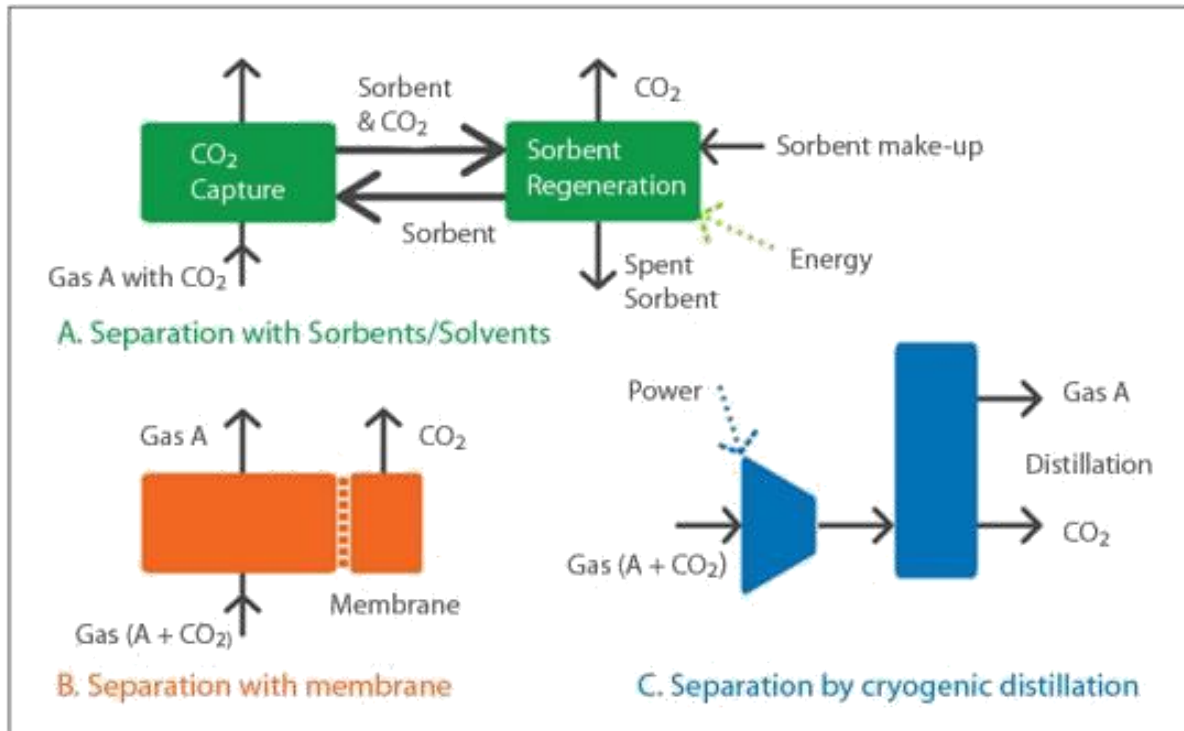 Sorbent
& CO₂
CO₂
CO₂
Capture
Sorbent
Regeneration
Sorbent make-up
Sorbent
Gas A with CO₂
Spent
Sorbent
Energy
A. Separation with Sorbents/Solvents
Gas A
CO₂
Membrane
Gas (A + CO₂)
B. Separation with membrane
Power
Gas A
Distillation
CO₂
Gas (A + CO₂)
C. Separation by cryogenic distillation